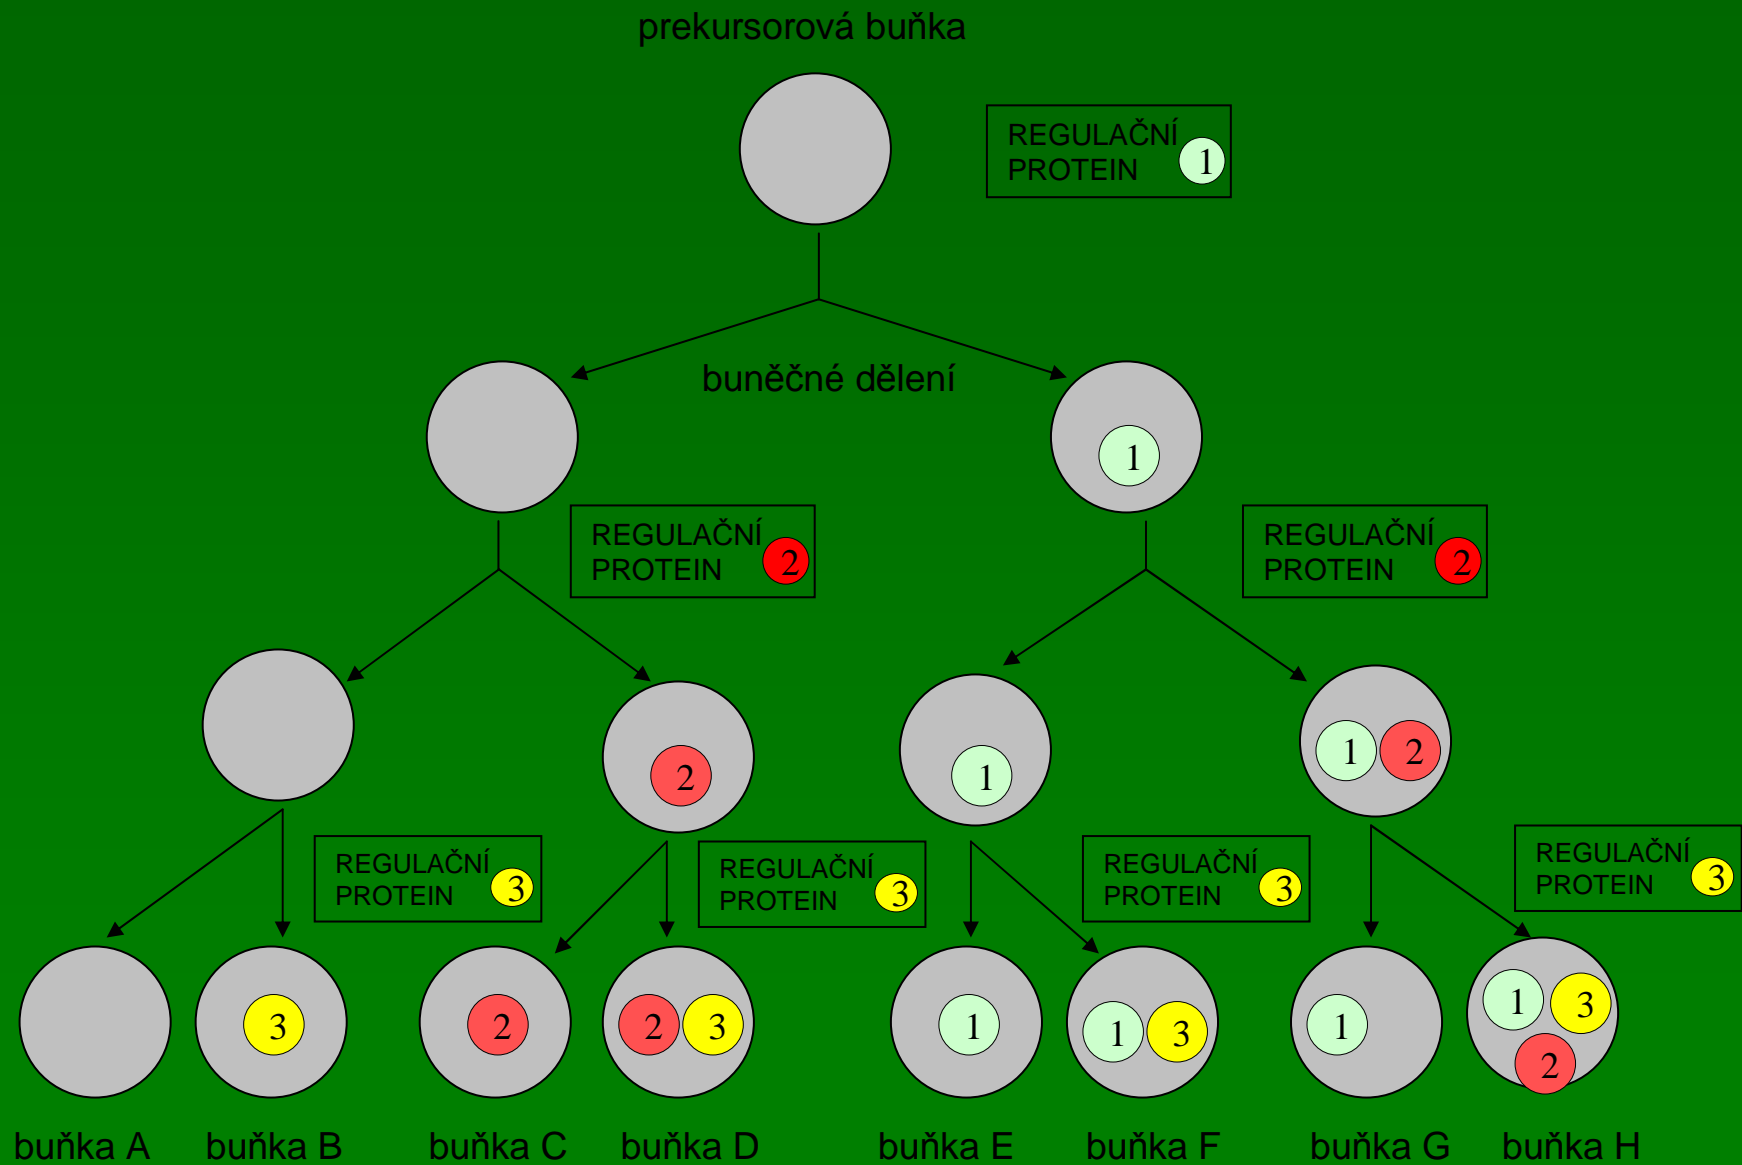 prekursorová buňka
REGULAČNÍ
PROTEIN 1
buněčné dělení
1
REGULAČNÍ
PROTEIN 2
REGULAČNÍ
PROTEIN 2
2
1
1 2
REGULAČNÍ
PROTEIN 3
REGULAČNÍ
PROTEIN 3
REGULAČNÍ
PROTEIN 3
REGULAČNÍ
PROTEIN 3
3
2
2 3
1
1 3
1
1 3
2
buňka A buňka B buňka C buňka D buňka E buňka F buňka G buňka H